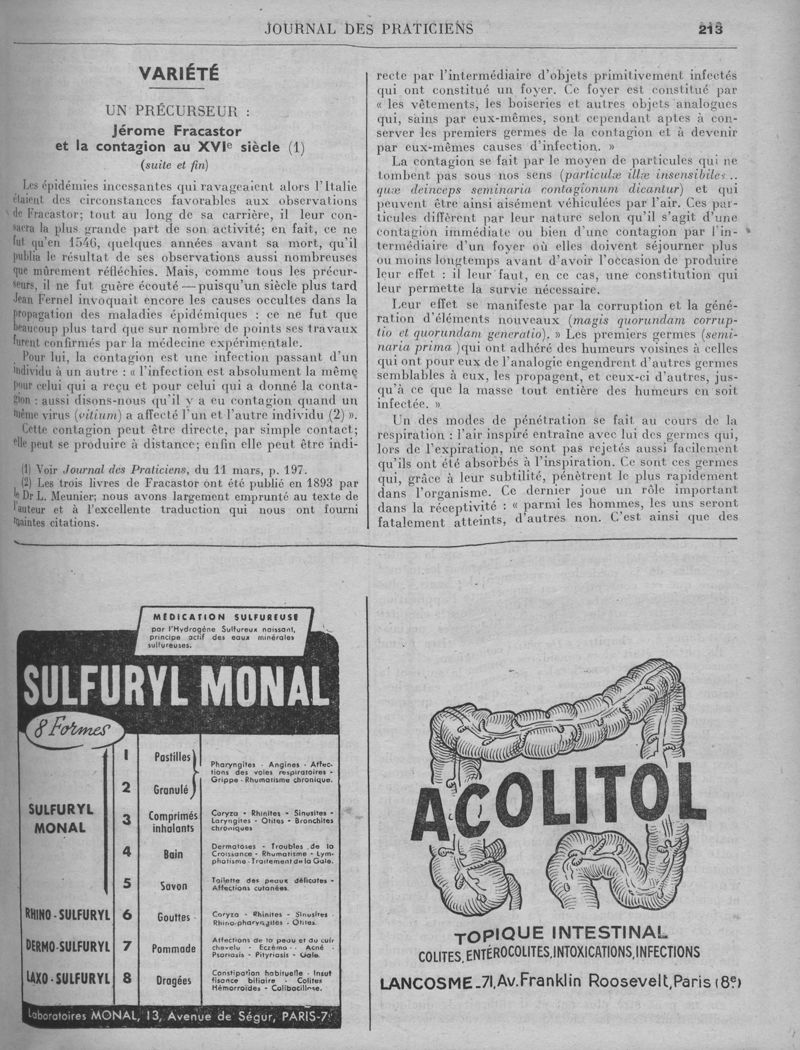 JOURNAL DES PRATICIENS
213
VARIÉTÉ
UN PRÉCURSEUR :
Jérome Fracastor
et la contagion au XVIe siècle (1)
(suite et fin)
Les épidémies incessantes qui ravageaient alors l'Italie
étaient des circonstances favorables aux observations
de Fracastor; tout au long de sa carrière, il leur con-
sacra la plus grande part de son activité; en fait, ce ne
fut qu'en 1546, quelques années avant sa mort, qu'il
publia le résultat de ses observations aussi nombreuses
que mûrement réfléchies. Mais, comme tous les précur-
seurs, il ne fut guère écouté — puisqu'un siècle plus tard
Jean Fernel invoquait encore les causes occultes dans la
propagation des maladies épidémiques : ce ne fut que
beaucoup plus tard que sur nombre de points ses travaux
furent confirmés par la médecine expérimentale.
Pour lui, la contagion est une infection passant d'un
individu à un autre : « l'infection est absolument la même
pour celui qui a reçu et pour celui qui a donné la conta-
gion : aussi disons-nous qu'il y a eu contagion quand un
même virus (vitium) a affecté l'un et l'autre individu (2) ».
Cette contagion peut être directe, par simple contact;
elle peut se produire à distance; enfin elle peut être indi-
(1) Voir Journal des Praticiens, du 11 mars, p. 197.
(2) Les trois livres de Fracastor ont été publié en 1893 par
le Dr L. Meunier; nous avons largement emprunté au texte de
l'auteur et à l'excellente traduction qui nous ont fourni
maintes citations.
recte par l'intermédiaire d'objets primitivement infectés
qui ont constitué un foyer. Ce foyer est constitué par
« les vêtements, les boiseries et autres objets analogues
qui, sains par eux-mêmes, sont cependant aptes à con-
server les premiers germes de la contagion et à devenir
par eux-mêmes causes d'infection. »
La contagion se fait par le moyen de particules qui ne
tombent pas sous nos sens (particulæ illæ insensibiles ..
quæ deinceps seminaria contagionum dicantur) et qui
peuvent être ainsi aisément véhiculées par l'air. Ces par-
ticules diffèrent par leur nature selon qu'il s'agit d'une
contagion immédiate ou bien d'une contagion par l'in-
termédiaire d'un foyer où elles doivent séjourner plus
ou moins longtemps avant d'avoir l'occasion de produire
leur effet : il leur faut, en ce cas, une constitution qui
leur permette la survie nécessaire.
Leur effet se manifeste par la corruption et la géné-
ration d'éléments nouveaux (magis quorundam corrup-
tio et quorundam generatio). » Les premiers germes (semi-
naria prima )qui ont adhéré des humeurs voisines à celles
qui ont pour eux de l'analogie engendrent d'autres germes
semblables à eux, les propagent, et ceux-ci d'autres, jus-
qu'à ce que la masse tout entière des humeurs en soit
infectée. »
Un des modes de pénétration se fait au cours de la
respiration : l'air inspiré entraîne avec lui des germes qui,
lors de l'expiration, ne sont pas rejetés aussi facilement
qu'ils ont été absorbés à l'inspiration. Ce sont ces germes
qui, grâce à leur subtilité, pénètrent le plus rapidement
dans l'organisme. Ce dernier joue un rôle important
dans la réceptivité : « parmi les hommes, les uns seront
fatalement atteints, d'autres non. C'est ainsi que des
MÉDICATION SULFUREUSE
par l'Hydrogène Sulfureux naissant,
principe actif des eaux minérales
sulfureuses.
SULFURYL MONAL
8 Formes
SULFURYL
MONAL
1 Pastilles
2 Granulé
Pharyngites - Angines - Affec-
tions des voies respiratoires -
Grippe - Rhumatisme chronique.
3 Comprimés
inhalants
Coryza - Rhinites - Sinusites -
Laryngites - Otites - Bronchites
chroniques
4 Bain
Dermatoses - Troubles de la
Croissance - Rhumatisme - Lym-
phatisme - Traitement de la Gale.
5 Savon
Toilette des peaux délicates -
Affections cutanées.
RHINO-SULFURYL 6 Gouttes
Coryza - Rhinites - Sinusites -
Rhino-pharyngites - Otites.
DERMO-SULFURYL 7 Pommade
Affections de la peau et du cuir
chevelu - Eczéma - Acné -
Psoriasis - Pityriasis - Gale.
LAXO-SULFURYL 8 Dragées
Constipation habituelle - Insuf
fisance biliaire - Colites
Hémorroïdes - Colibacillose.
Laboratoires MONAL, 13, Avenue de Ségur, PARIS-7e
ACOLITOL
TOPIQUE INTESTINAL
COLITES, ENTÉROCOLITES, INTOXICATIONS, INFECTIONS
LANCOSME_71, Av. Franklin Roosevelt, Paris (8e)